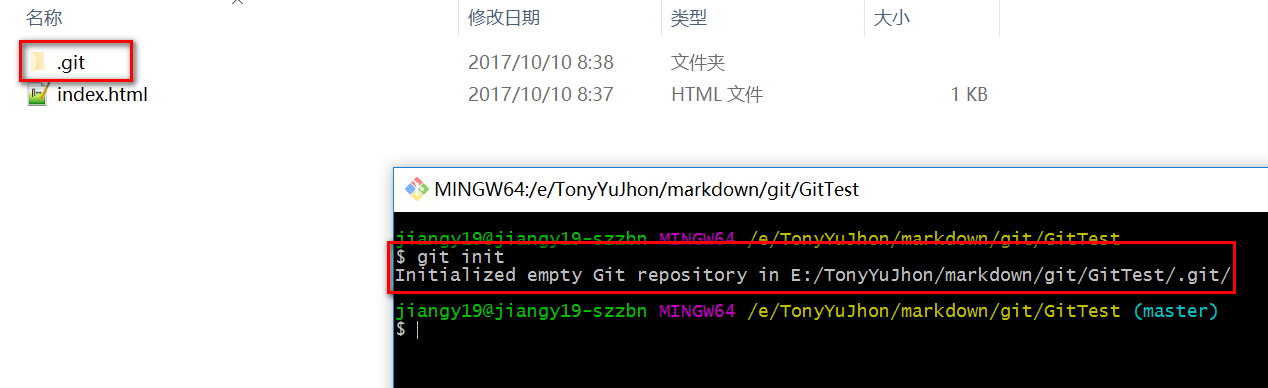 名称 修改日期 类型 大小
.git 2017/10/10 8:38 文件夹
index.html 2017/10/10 8:37 HTML 文件 1 KB
MINGW64:/e/TonyYuJhon/markdown/git/GitTest
jiangy19@jiangy19-szzbn MINGW64 /e/TonyYuJhon/markdown/git/GitTest
$ git init
Initialized empty Git repository in E:/TonyYuJhon/markdown/git/GitTest/.git/
jiangy19@jiangy19-szzbn MINGW64 /e/TonyYuJhon/markdown/git/GitTest (master)
$